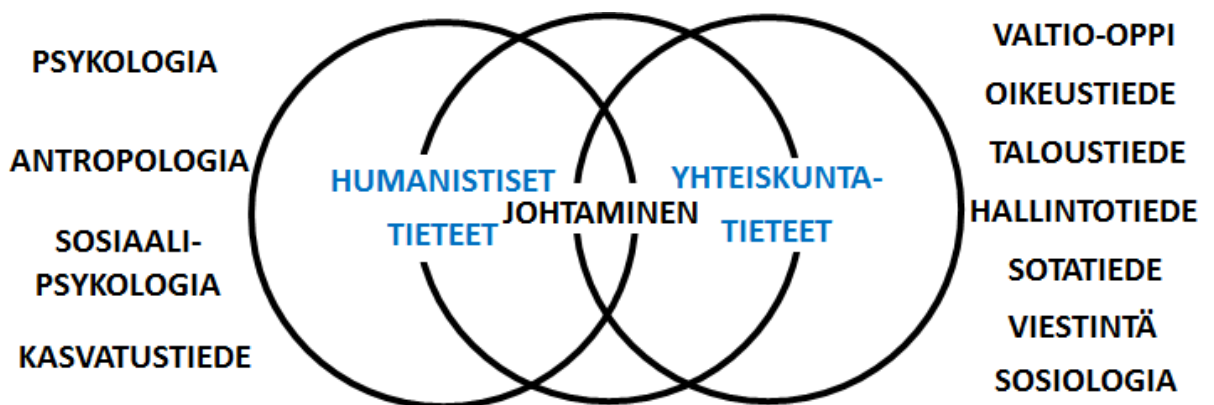 PSYKOLOGIA
ANTROPOLOGIA
SOSIAALI-
PSYKOLOGIA
KASVATUSTIEDE
HUMANISTISET
TIETEET
JOHTAMINEN
YHTEISKUNTA-
TIETEET
VALTIO-OPPI
OIKEUSTIEDE
TALOUSTIEDE
HALLINTOTIEDE
SOTATIEDE
VIESTINTÄ
SOSIOLOGIA